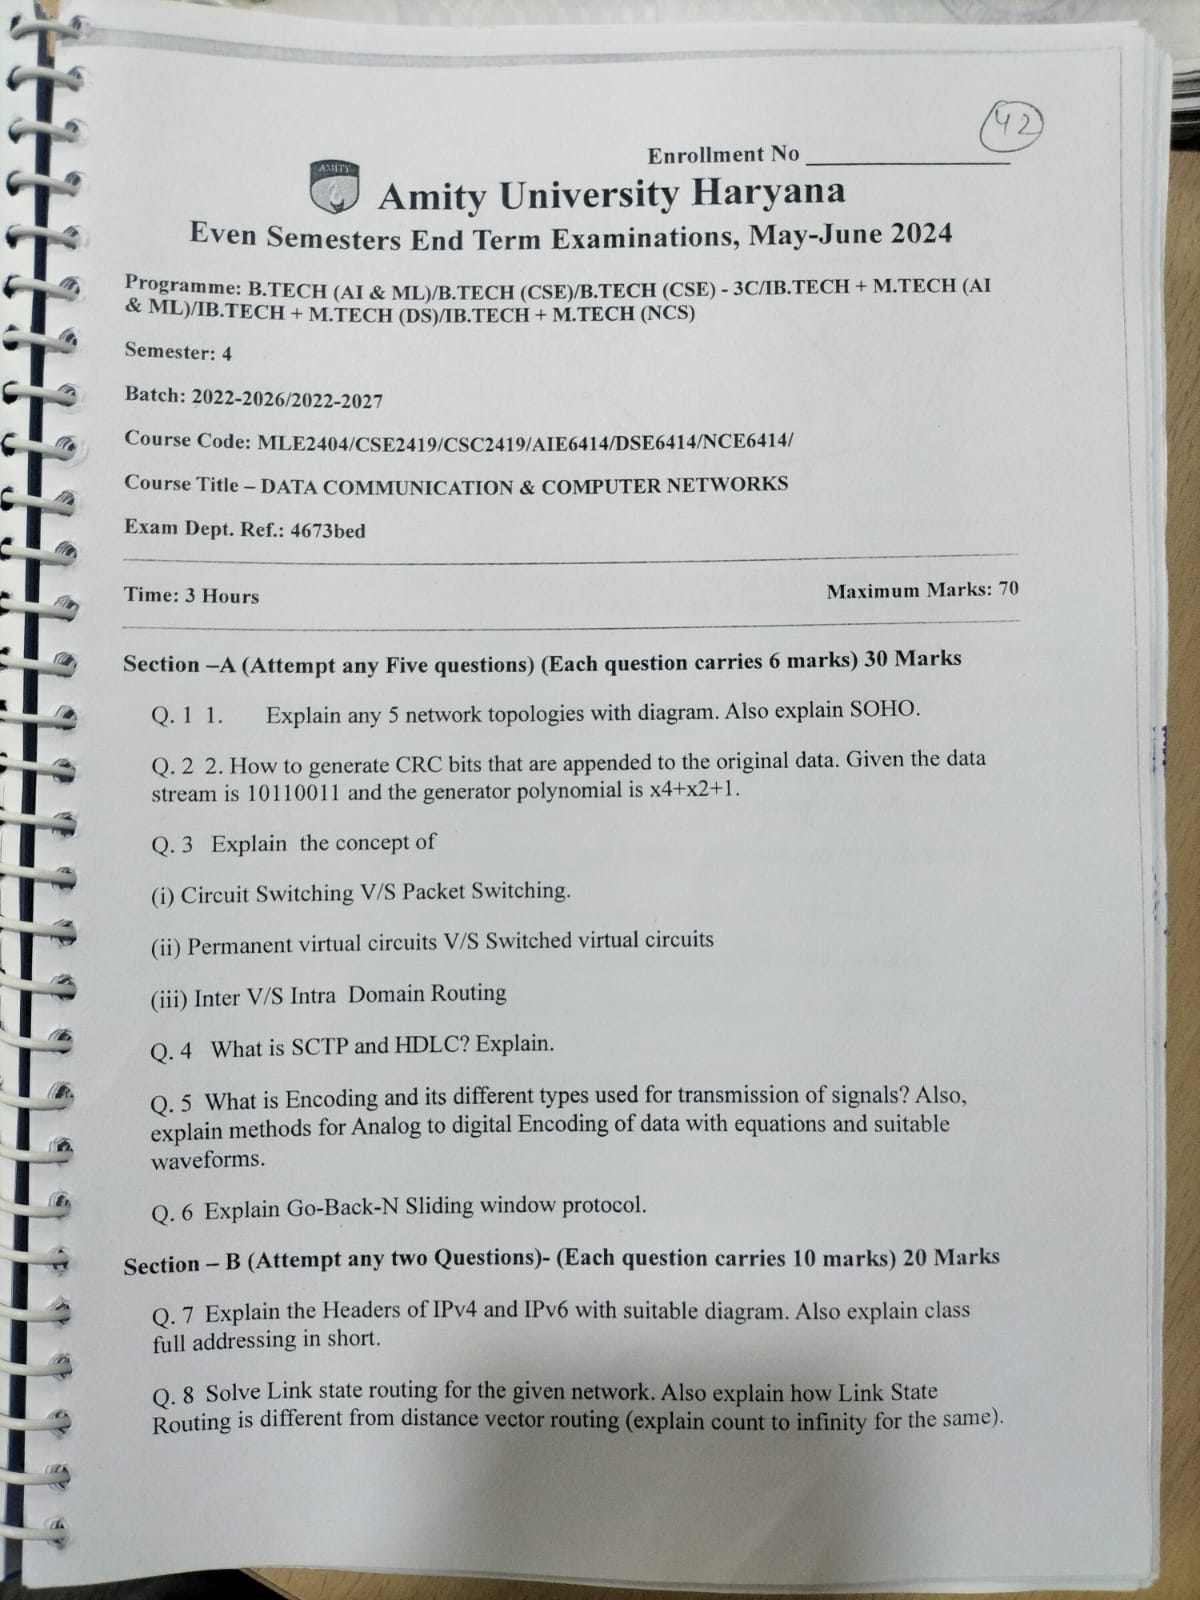 42
Enrollment No
AMITY
Amity University Haryana
Even Semesters End Term Examinations, May-June 2024
Programme: B.TECH (AI & ML)/B.TECH (CSE)/B.TECH (CSE) - 3C/IB.TECH + M.TECH (AI
& ML)/IB.TECH + M.TECH (DS)/IB.TECH + M.TECH (NCS)
Semester: 4
Batch: 2022-2026/2022-2027
Course Code: MLE2404/CSE2419/CSC2419/AIE6414/DSE6414/NCE6414/
Course Title – DATA COMMUNICATION & COMPUTER NETWORKS
Exam Dept. Ref.: 4673bed
Time: 3 Hours Maximum Marks: 70
Section –A (Attempt any Five questions) (Each question carries 6 marks) 30 Marks
Q. 1 1. Explain any 5 network topologies with diagram. Also explain SOHO.
Q. 2 2. How to generate CRC bits that are appended to the original data. Given the data
stream is 10110011 and the generator polynomial is x4+x2+1.
Q. 3 Explain the concept of
(i) Circuit Switching V/S Packet Switching.
(ii) Permanent virtual circuits V/S Switched virtual circuits
(iii) Inter V/S Intra Domain Routing
Q. 4 What is SCTP and HDLC? Explain.
Q. 5 What is Encoding and its different types used for transmission of signals? Also,
explain methods for Analog to digital Encoding of data with equations and suitable
waveforms.
Q. 6 Explain Go-Back-N Sliding window protocol.
Section – B (Attempt any two Questions)- (Each question carries 10 marks) 20 Marks
Q. 7 Explain the Headers of IPv4 and IPv6 with suitable diagram. Also explain class
full addressing in short.
Q. 8 Solve Link state routing for the given network. Also explain how Link State
Routing is different from distance vector routing (explain count to infinity for the same).